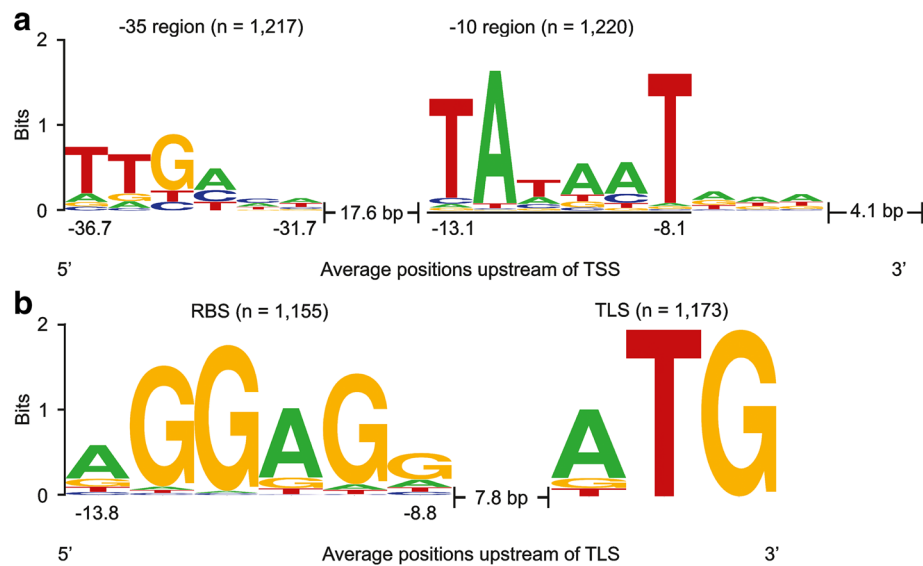 a
-35 region (n = 1,217)
-10 region (n = 1,220)
2
1
0
Bits
TTGA
TATAAT
17.6 bp
4.1 bp
-36.7
-31.7
-13.1
-8.1
5’
Average positions upstream of TSS
3’
b
RBS (n = 1,155)
TLS (n = 1,173)
2
1
0
Bits
AGGAGG
ATG
7.8 bp
-13.8
-8.8
5’
Average positions upstream of TLS
3’